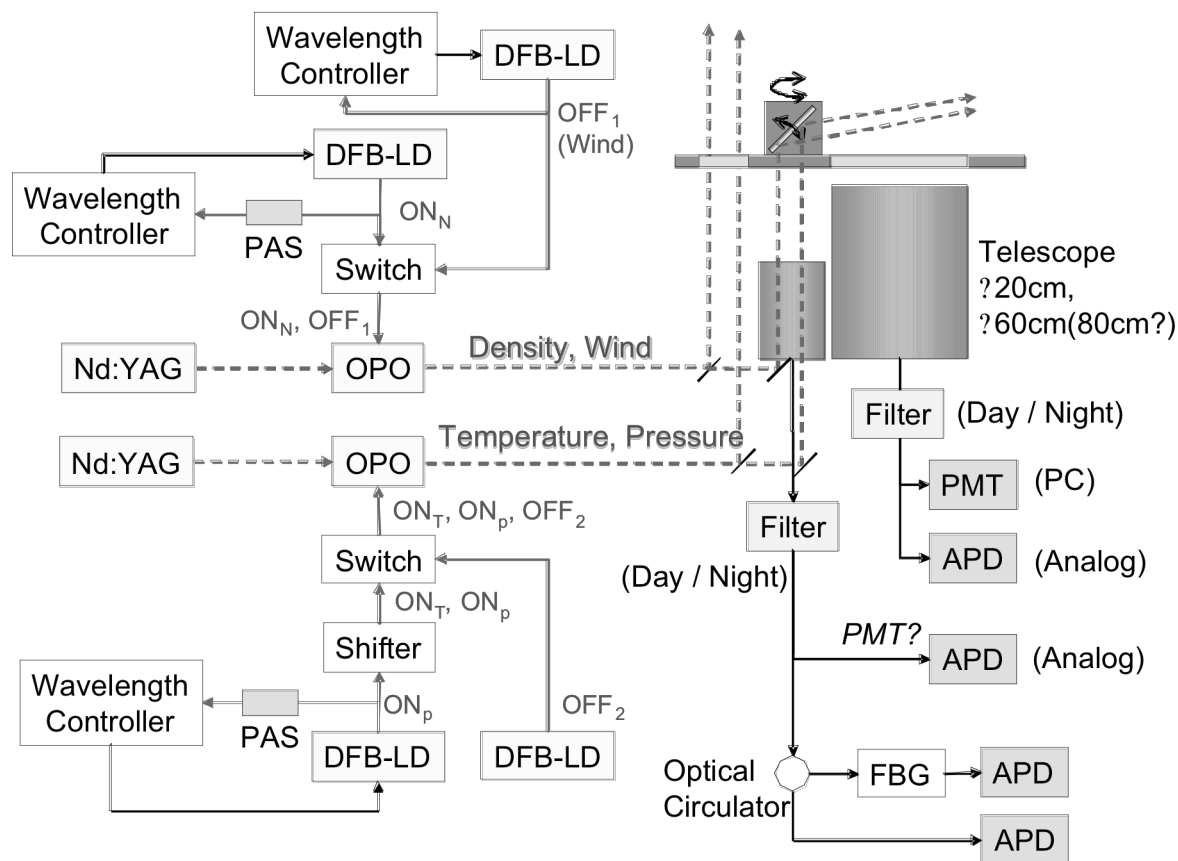 Wavelength
Controller
DFB-LD
OFF₁
(Wind)
DFB-LD
Wavelength
Controller
PAS
ONN
Switch
ONN, OFF₁
Nd:YAG
OPO
Density, Wind
Nd:YAG
OPO
Temperature, Pressure
ONT, ONp, OFF₂
Switch
ONT, ONp
Shifter
Wavelength
Controller
PAS
ONp
DFB-LD
OFF₂
DFB-LD
Telescope
?20cm,
?60cm(80cm?)
Filter
(Day / Night)
PMT
(PC)
APD
(Analog)
Filter
(Day / Night)
PMT?
APD
(Analog)
Optical
Circulator
FBG
APD
APD